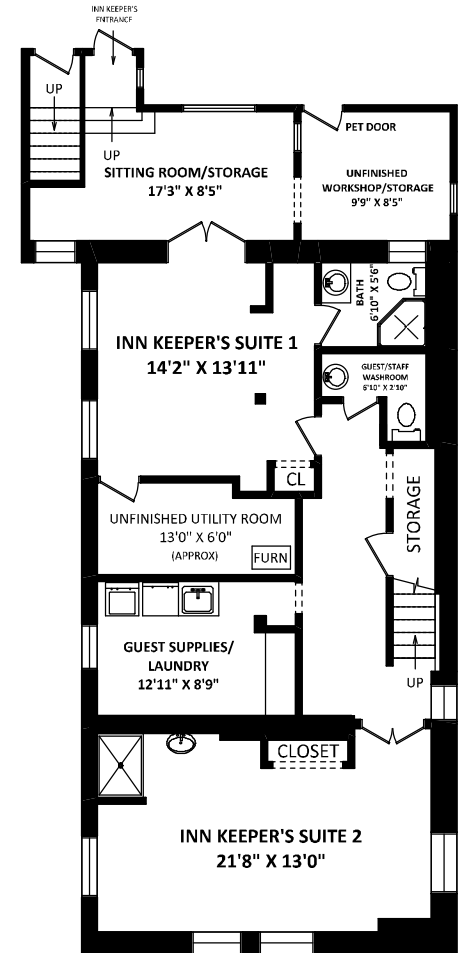 INN KEEPER'S
ENTRANCE
UP
UP
PET DOOR
SITTING ROOM/STORAGE
17'3" X 8'5"
UNFINISHED
WORKSHOP/STORAGE
9'9" X 8'5"
BATH
6'10" X 5'6"
INN KEEPER'S SUITE 1
14'2" X 13'11"
GUEST/STAFF
WASHROOM
6'10" X 2'10"
CL
STORAGE
UNFINISHED UTILITY ROOM
13'0" X 6'0"
(APPROX)
FURN
GUEST SUPPLIES/
LAUNDRY
12'11" X 8'9"
UP
CLOSET
INN KEEPER'S SUITE 2
21'8" X 13'0"